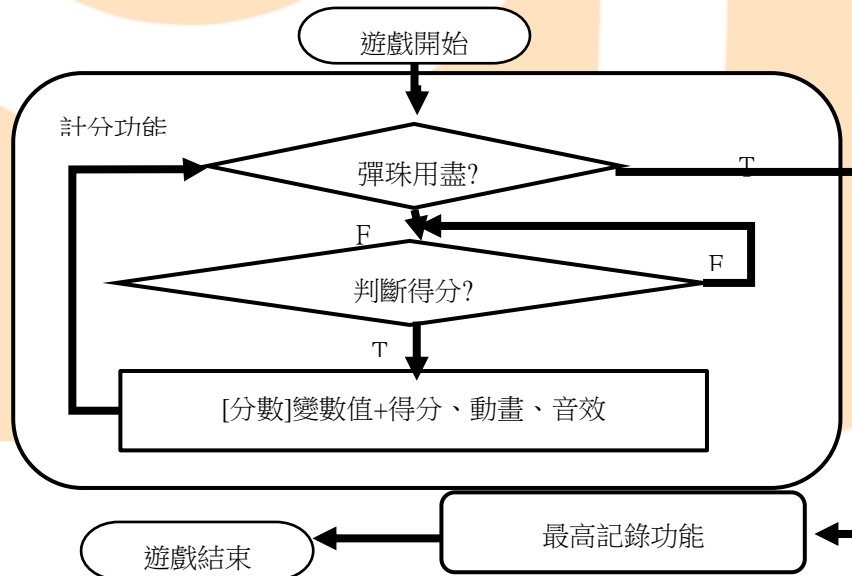 遊戲開始
計分功能
彈珠用盡?
T
F
判斷得分?
F
T
[分數]變數值+得分、動畫、音效
最高記錄功能
遊戲結束